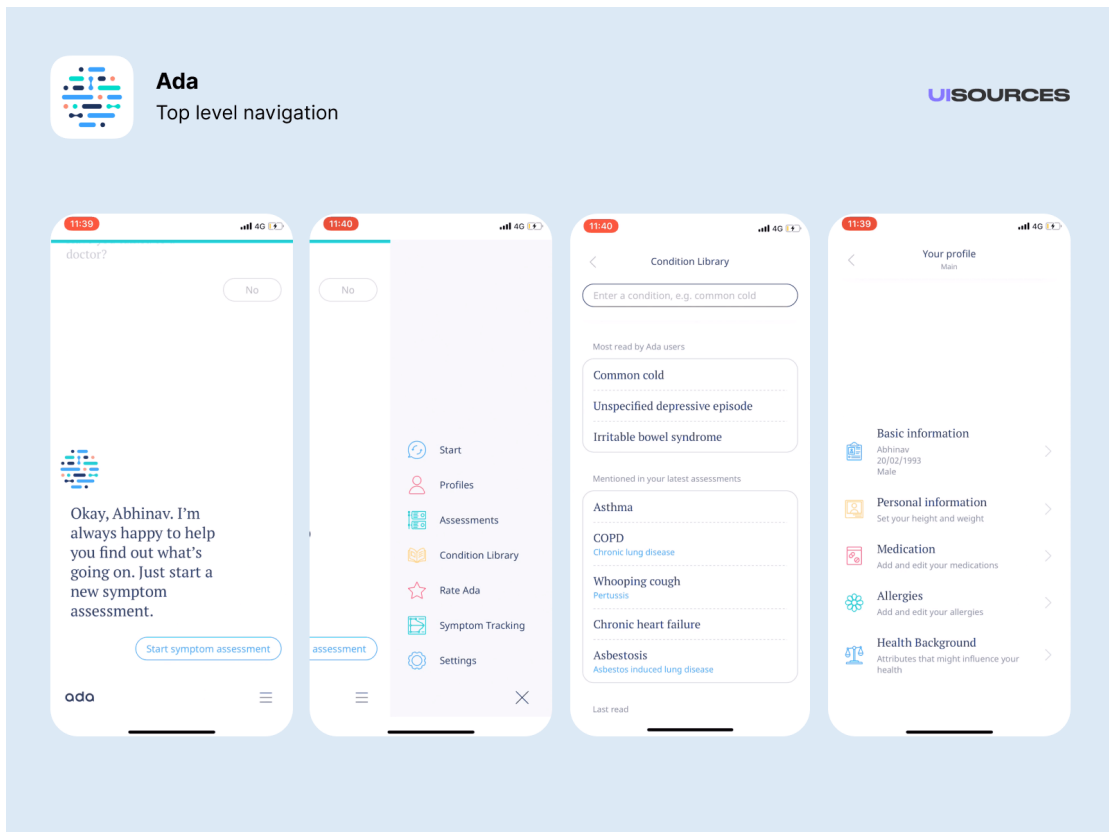 Ada
Top level navigation
UISOURCES
11:39
4G
doctor?
No
Okay, Abhinav. I'm
always happy to help
you find out what's
going on. Just start a
new symptom
assessment.
Start symptom assessment
ada
11:40
4G
No
Start
Profiles
Assessments
Condition Library
Rate Ada
Symptom Tracking
Settings
assessment
11:40
4G
Condition Library
Enter a condition, e.g. common cold
Most read by Ada users
Common cold
Unspecified depressive episode
Irritable bowel syndrome
Mentioned in your latest assessments
Asthma
COPD
Chronic lung disease
Whooping cough
Pertussis
Chronic heart failure
Asbestosis
Asbestos induced lung disease
Last read
11:39
4G
Your profile
Main
Basic information
Abhinav
20/02/1993
Male
Personal information
Set your height and weight
Medication
Add and edit your medications
Allergies
Add and edit your allergies
Health Background
Attributes that might influence your
health